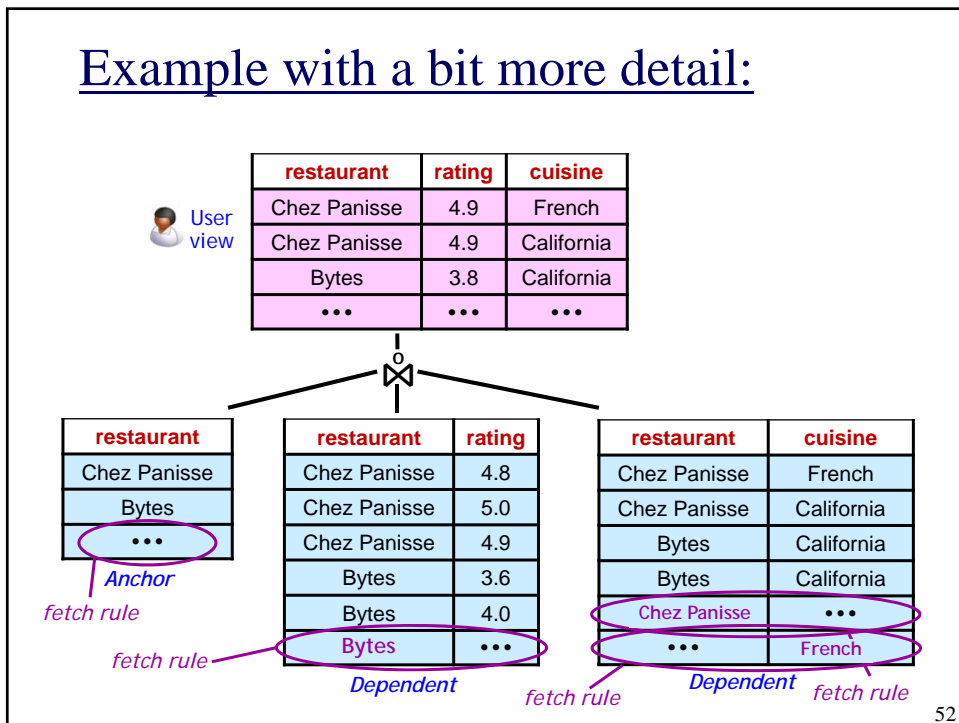 Example with a bit more detail:
restaurant rating cuisine
Chez Panisse 4.9 French
Chez Panisse 4.9 California
Bytes 3.8 California
••• ••• •••
User
view
o
restaurant
Chez Panisse
Bytes
•••
Anchor
fetch rule
restaurant rating
Chez Panisse 4.8
Chez Panisse 5.0
Chez Panisse 4.9
Bytes 3.6
Bytes 4.0
Bytes •••
fetch rule
Dependent
restaurant cuisine
Chez Panisse French
Chez Panisse California
Bytes California
Bytes California
Chez Panisse •••
••• French
fetch rule
Dependent
fetch rule
52